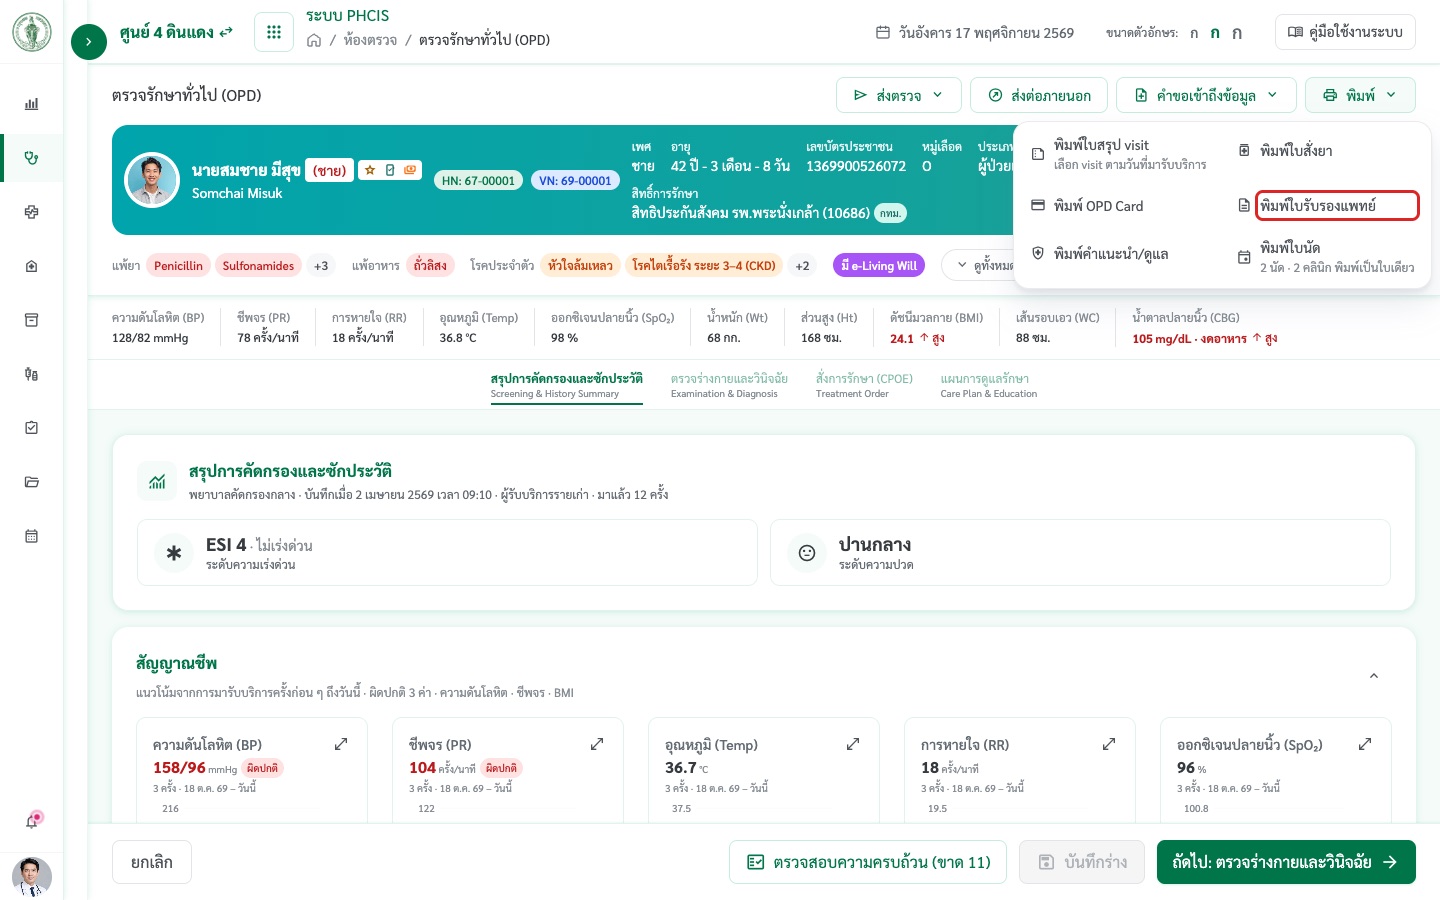 ศูนย์ 4 ดินแดง
ระบบ PHCIS
/ ห้องตรวจ / ตรวจรักษาทั่วไป (OPD)
วันอังคาร 17 พฤศจิกายน 2569
ขนาดตัวอักษร: ก ก ก
คู่มือใช้งานระบบ
ตรวจรักษาทั่วไป (OPD)
ส่งตรวจ
ส่งต่อภายนอก
คำขอเข้าถึงข้อมูล
พิมพ์
พิมพ์ใบสรุป visit
เลือก visit ตามวันที่มารับบริการ
พิมพ์ใบสั่งยา
พิมพ์ OPD Card
พิมพ์ใบรับรองแพทย์
พิมพ์คำแนะนำ/ดูแล
พิมพ์ใบนัด
2 นัด · 2 คลินิก พิมพ์เป็นใบเดียว
นายสมชาย มีสุข (ชาย)
Somchai Misuk
HN: 67-00001
VN: 69-00001
เพศ อายุ เลขบัตรประชาชน หมู่เลือด
ชาย 42 ปี - 3 เดือน - 8 วัน 1369900526072 O
สิทธิ์การรักษา
สิทธิประกันสังคม รพ.พระนั่งเกล้า (10686) กทม.
แพ้ยา Penicillin Sulfonamides +3 แพ้อาหาร ถั่วลิสง โรคประจำตัว หัวใจล้มเหลว โรคไตเรื้อรัง ระยะ 3–4 (CKD) +2 มี e-Living Will
ความดันโลหิต (BP) ชีพจร (PR) การหายใจ (RR) อุณหภูมิ (Temp) ออกซิเจนปลายนิ้ว (SpO₂) น้ำหนัก (Wt) ส่วนสูง (Ht) ดัชนีมวลกาย (BMI) เส้นรอบเอว (WC) น้ำตาลปลายนิ้ว (CBG)
128/82 mmHg 78 ครั้ง/นาที 18 ครั้ง/นาที 36.8 °C 98 % 68 กก. 168 ซม. 24.1 ↑ สูง 88 ซม. 105 mg/dL · งดอาหาร ↑ สูง
สรุปการคัดกรองและซักประวัติ ตรวจร่างกายและวินิจฉัย สั่งการรักษา (CPOE) แผนการดูแลรักษา
Screening & History Summary Examination & Diagnosis Treatment Order Care Plan & Education
สรุปการคัดกรองและซักประวัติ
พยาบาลคัดกรองกลาง · บันทึกเมื่อ 2 เมษายน 2569 เวลา 09:10 · ผู้รับบริการรายเก่า · มาแล้ว 12 ครั้ง
ESI 4 · ไม่เร่งด่วน
ระดับความเร่งด่วน
ปานกลาง
ระดับความปวด
สัญญาณชีพ
แนวโน้มจากการมารับบริการครั้งก่อน ๆ ถึงวันนี้ · ผิดปกติ 3 ค่า · ความดันโลหิต · ชีพจร · BMI
ความดันโลหิต (BP)
158/96 mmHg ผิดปกติ
3 ครั้ง · 18 ต.ค. 69 – วันนี้
216
ชีพจร (PR)
104 ครั้ง/นาที ผิดปกติ
3 ครั้ง · 18 ต.ค. 69 – วันนี้
122
อุณหภูมิ (Temp)
36.7 °C
3 ครั้ง · 18 ต.ค. 69 – วันนี้
37.5
การหายใจ (RR)
18 ครั้ง/นาที
3 ครั้ง · 18 ต.ค. 69 – วันนี้
19.5
ออกซิเจนปลายนิ้ว (SpO₂)
96 %
3 ครั้ง · 18 ต.ค. 69 – วันนี้
100.8
ยกเลิก
ตรวจสอบความครบถ้วน (ขาด 11)
บันทึกร่าง
ถัดไป: ตรวจร่างกายและวินิจฉัย